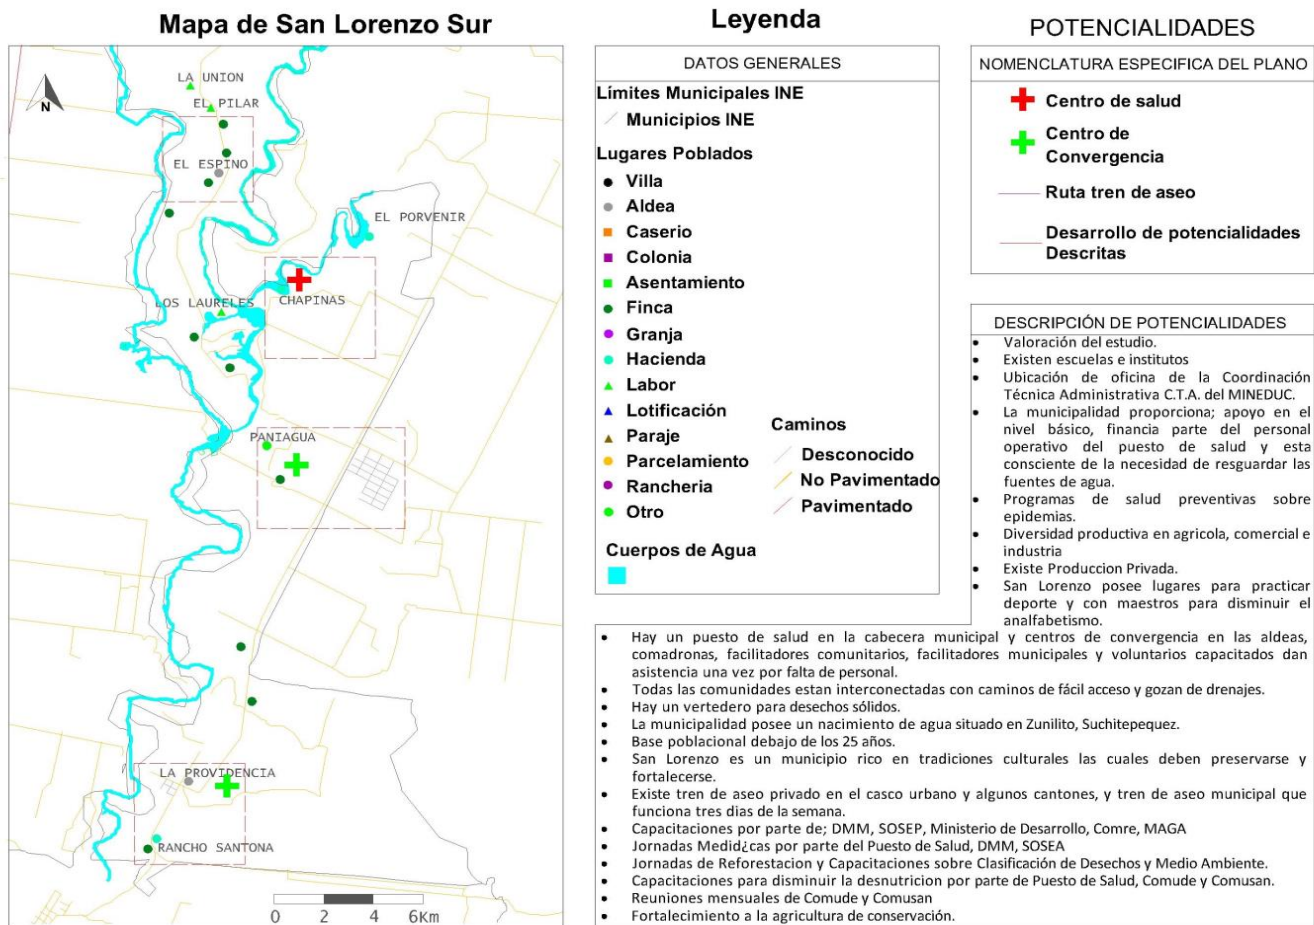 Mapa de San Lorenzo Sur
N
LA UNION
EL PILAR
EL ESPINO
EL PORVENIR
CHAPINAS
LOS LAURELES
PANIAGUA
LA PROVIDENCIA
RANCHO SANTONA
0 2 4 6Km
Leyenda
DATOS GENERALES
Límites Municipales INE
Municipios INE
Lugares Poblados
Villa
Aldea
Caserio
Colonia
Asentamiento
Finca
Granja
Hacienda
Labor
Lotificación
Paraje
Parcelamiento
Rancheria
Otro
Caminos
Desconocido
No Pavimentado
Pavimentado
Cuerpos de Agua
POTENCIALIDADES
NOMENCLATURA ESPECIFICA DEL PLANO
Centro de salud
Centro de
Convergencia
Ruta tren de aseo
Desarrollo de potencialidades
Descritas
DESCRIPCIÓN DE POTENCIALIDADES
• Valoración del estudio.
• Existen escuelas e institutos
• Ubicación de oficina de la Coordinación
Técnica Administrativa C.T.A. del MINEDUC.
• La municipalidad proporciona; apoyo en el
nivel básico, financia parte del personal
operativo del puesto de salud y esta
consciente de la necesidad de resguardar las
fuentes de agua.
• Programas de salud preventivas sobre
epidemias.
• Diversidad productiva en agricola, comercial e
industria
• Existe Produccion Privada.
• San Lorenzo posee lugares para practicar
deporte y con maestros para disminuir el
analfabetismo.
• Hay un puesto de salud en la cabecera municipal y centros de convergencia en las aldeas,
comadronas, facilitadores comunitarios, facilitadores municipales y voluntarios capacitados dan
asistencia una vez por falta de personal.
• Todas las comunidades estan interconectadas con caminos de fácil acceso y gozan de drenajes.
• Hay un vertedero para desechos sólidos.
• La municipalidad posee un nacimiento de agua situado en Zunilito, Suchitepequez.
• Base poblacional debajo de los 25 años.
• San Lorenzo es un municipio rico en tradiciones culturales las cuales deben preservarse y
fortalecerse.
• Existe tren de aseo privado en el casco urbano y algunos cantones, y tren de aseo municipal que
funciona tres dias de la semana.
• Capacitaciones por parte de; DMM, SOSEP, Ministerio de Desarrollo, Comre, MAGA
• Jornadas Medid¿cas por parte del Puesto de Salud, DMM, SOSEA
• Jornadas de Reforestacion y Capacitaciones sobre Clasificación de Desechos y Medio Ambiente.
• Capacitaciones para disminuir la desnutricion por parte de Puesto de Salud, Comude y Comusan.
• Reuniones mensuales de Comude y Comusan
• Fortalecimiento a la agricultura de conservación.